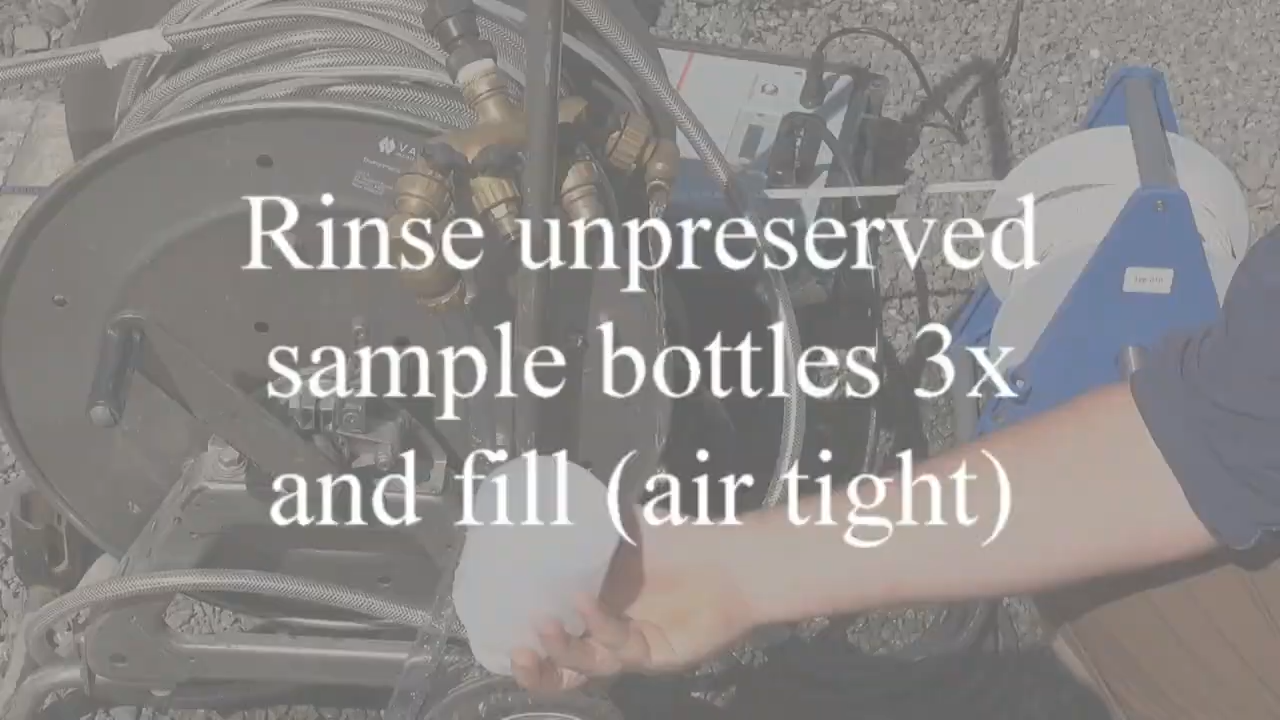 Rinse unpreserved
sample bottles 3x
and fill (air tight)